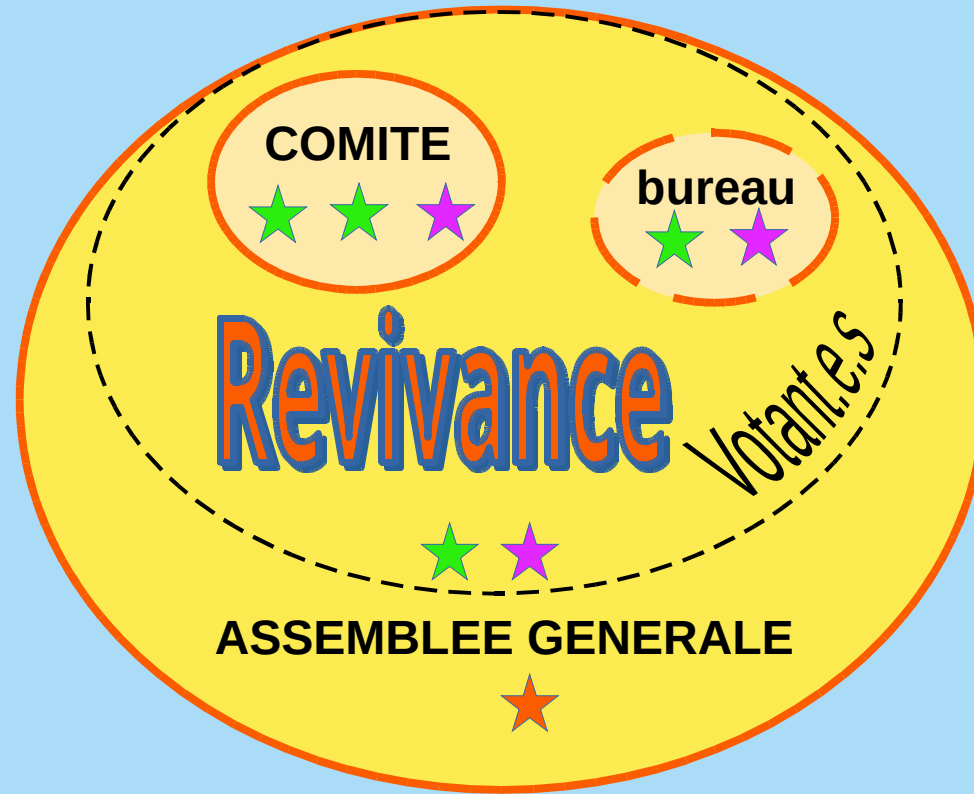 COMITE
bureau
Revivance
Votant.e.s
ASSEMBLEE GENERALE